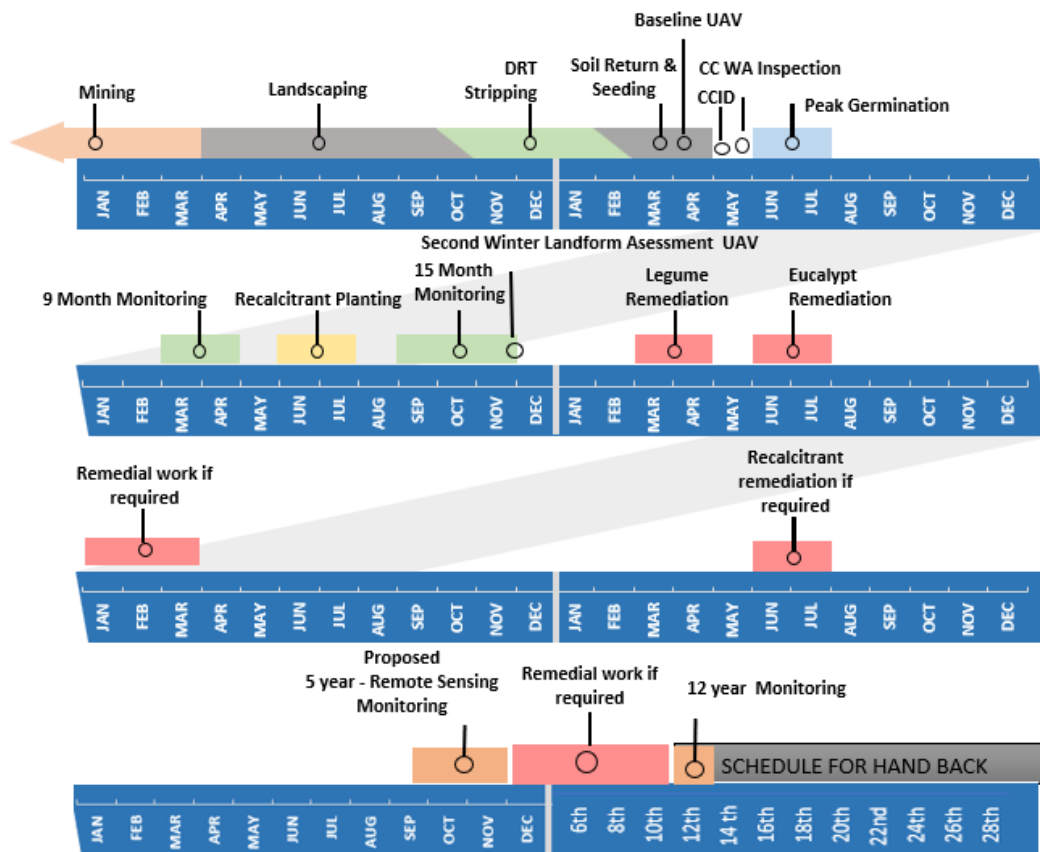 Baseline UAV
DRT
Stripping
Soil Return &
Seeding
CC WA Inspection
CCID
Mining
Landscaping
Peak Germination
JAN FEB MAR APR MAY JUN JUL AUG SEP OCT NOV DEC JAN FEB MAR APR MAY JUN JUL AUG SEP OCT NOV DEC
Second Winter Landform Asessment UAV
9 Month Monitoring
Recalcitrant Planting
15 Month
Monitoring
Legume
Remediation
Eucalypt
Remediation
JAN FEB MAR APR MAY JUN JUL AUG SEP OCT NOV DEC JAN FEB MAR APR MAY JUN JUL AUG SEP OCT NOV DEC
Remedial work if
required
Recalcitrant
remediation if
required
JAN FEB MAR APR MAY JUN JUL AUG SEP OCT NOV DEC JAN FEB MAR APR MAY JUN JUL AUG SEP OCT NOV DEC
Proposed
5 year - Remote Sensing
Monitoring
Remedial work if
required
12 year Monitoring
SCHEDULE FOR HAND BACK
JAN FEB MAR APR MAY JUN JUL AUG SEP OCT NOV DEC 6th 8th 10th 12th 14 th 16th 18th 20th 22nd 24th 26th 28th